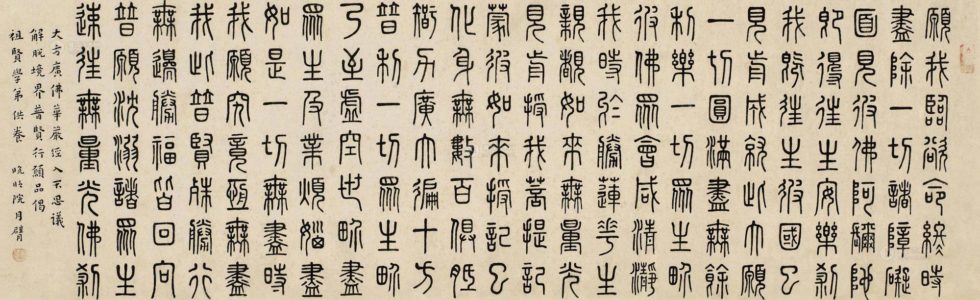 願我臨欲命終時
盡除一切諸障礙
面見彼佛阿彌陀
即得往生安樂剎
我既往生彼國已
見前成就此大願
一切圓滿盡無餘
利樂一切眾生界
彼佛眾會咸清淨
我時於勝蓮華生
親覩如來無量光
見前授我菩提記
蒙彼如來授記已
化身無數百俱胝
智力廣大徧十方
普利一切眾生界
乃至虛空世界盡
眾生及業煩惱盡
如是一切無盡時
我願究竟恆無盡
我此普賢殊勝行
無邊勝福皆回向
普願沈溺諸眾生
速往無量光佛剎
大方廣佛華嚴經入不思議
解脫境界普賢行願品偈
祖賢學弟供養 晚晴院月臂